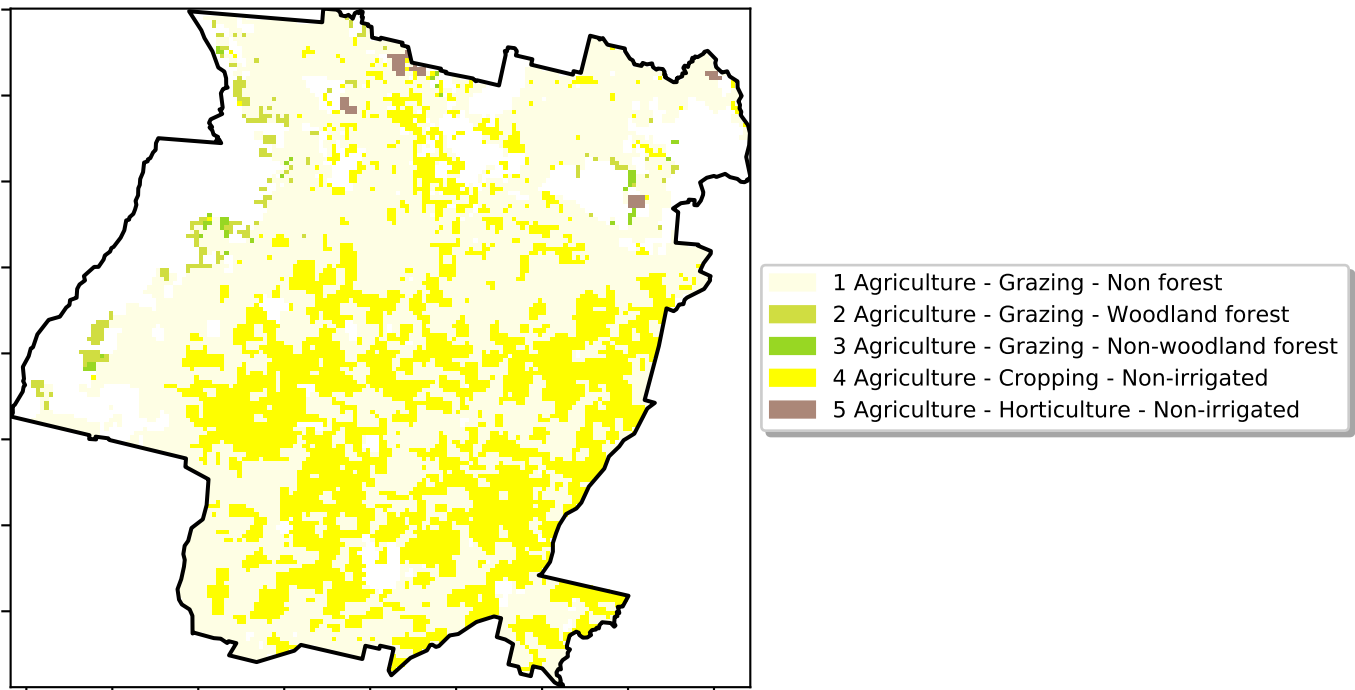 1 Agriculture - Grazing - Non forest
2 Agriculture - Grazing - Woodland forest
3 Agriculture - Grazing - Non-woodland forest
4 Agriculture - Cropping - Non-irrigated
5 Agriculture - Horticulture - Non-irrigated